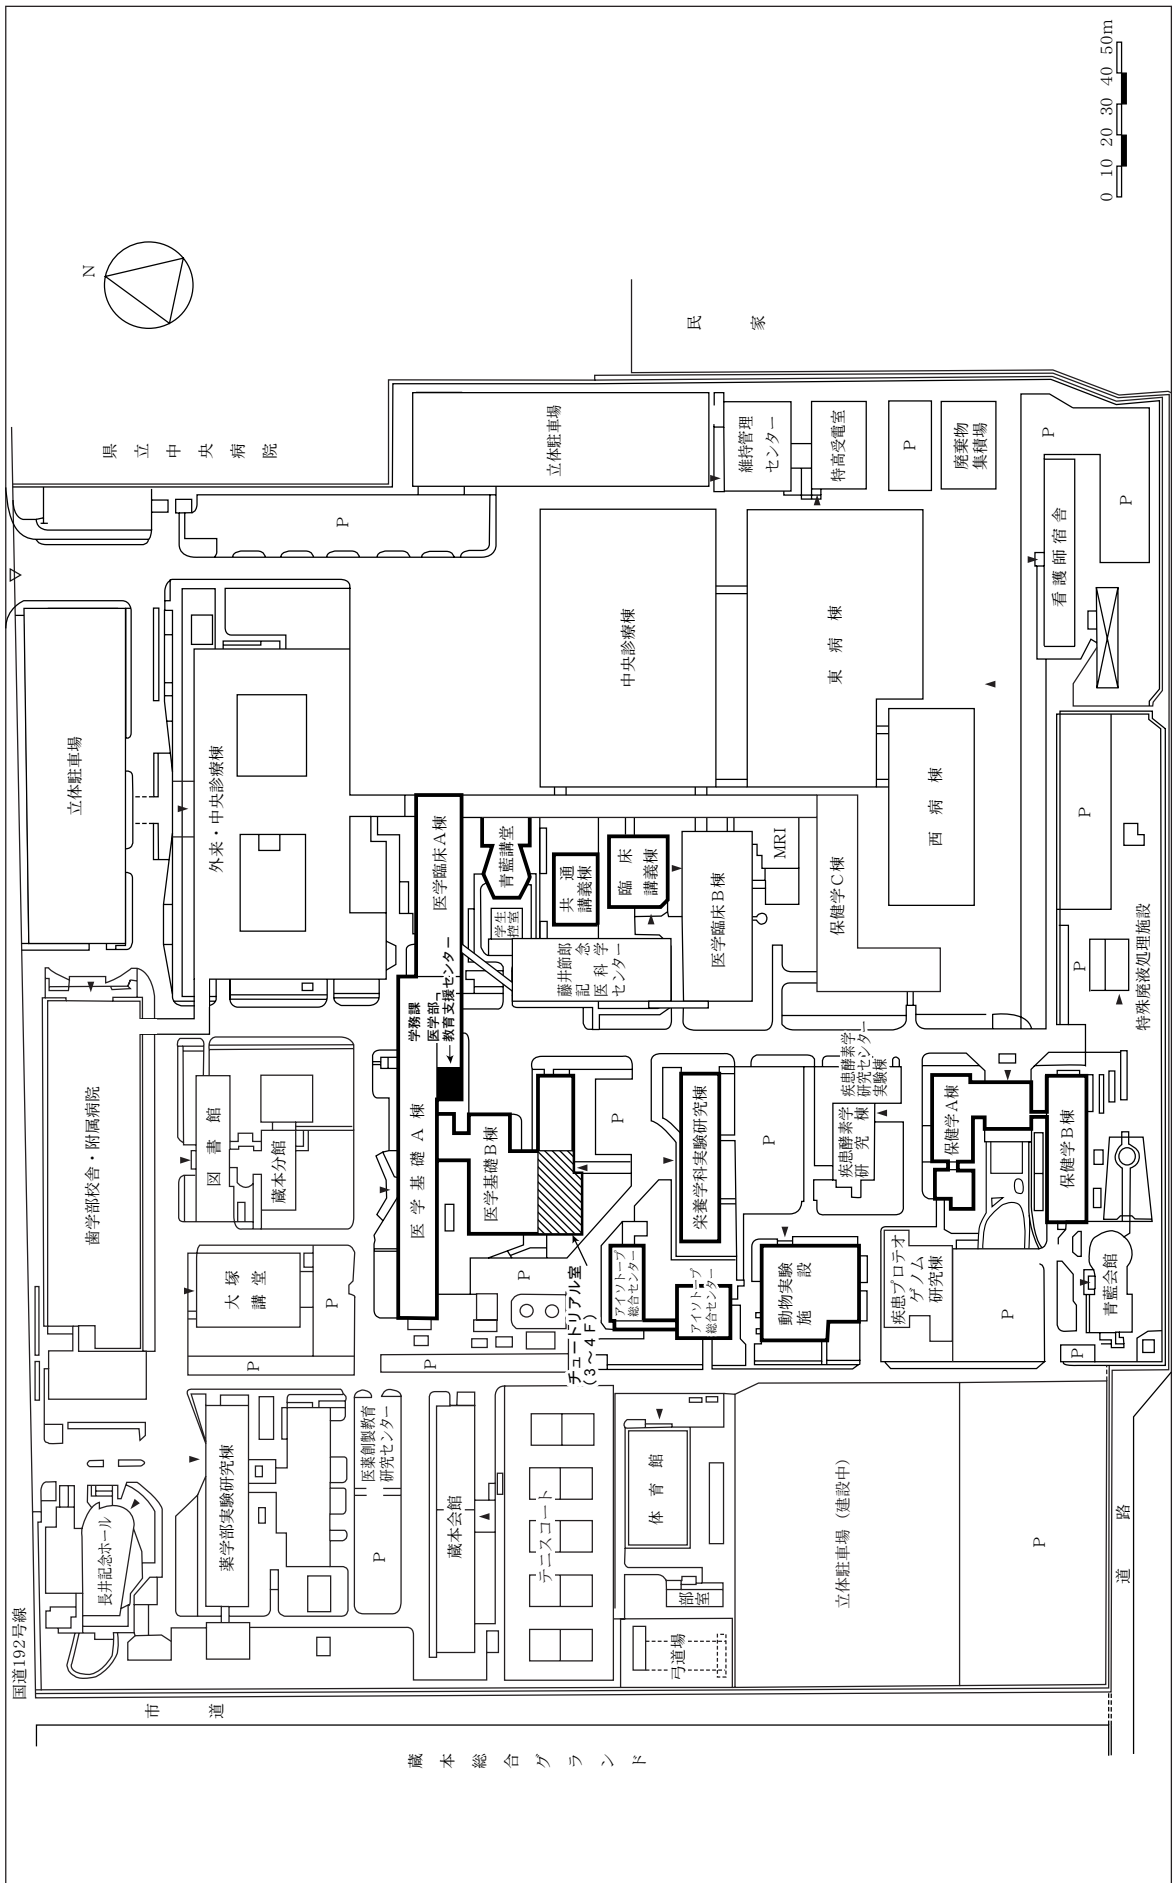 国道192号線
県立中央病院
N
0 10 20 30 40 50m
立体駐車場
P
歯学部校舎・附属病院
外来・中央診療棟
長井記念ホール
薬学部実験研究棟
大塚
講堂
P
P
図書館
蔵本分館
市道
医薬創製教育
研究センター
P
蔵本会館
P
医学基礎A棟
学務課
医学部
教育支援センター
医学臨床A棟
立体駐車場
テニスコート
P
医学基礎B棟
チュートリアル室
(3~4F)
学生
控室
青藍講堂
共通
講義棟
臨床
講義棟
藤井節郎
記念
医科学
センター
中央診療棟
民家
弓道場
部室
体育館
アイソトープ
総合センター
アイソトープ
総合センター
P
栄養学科実験研究棟
医学臨床B棟
MRI
維持管理
センター
特高受電室
P
廃棄物
集積場
東病棟
西病棟
立体駐車場(建設中)
動物実験
施設
P
疾患酵素学
研究棟
疾患酵素学
研究センター
実験棟
保健学C棟
疾患プロテオ
ゲノム
研究棟
P
保健学A棟
保健学B棟
P
青藍会館
P
P
P
特殊廃液処理施設
看護師宿舎
P
P
道路
蔵本総合グランド